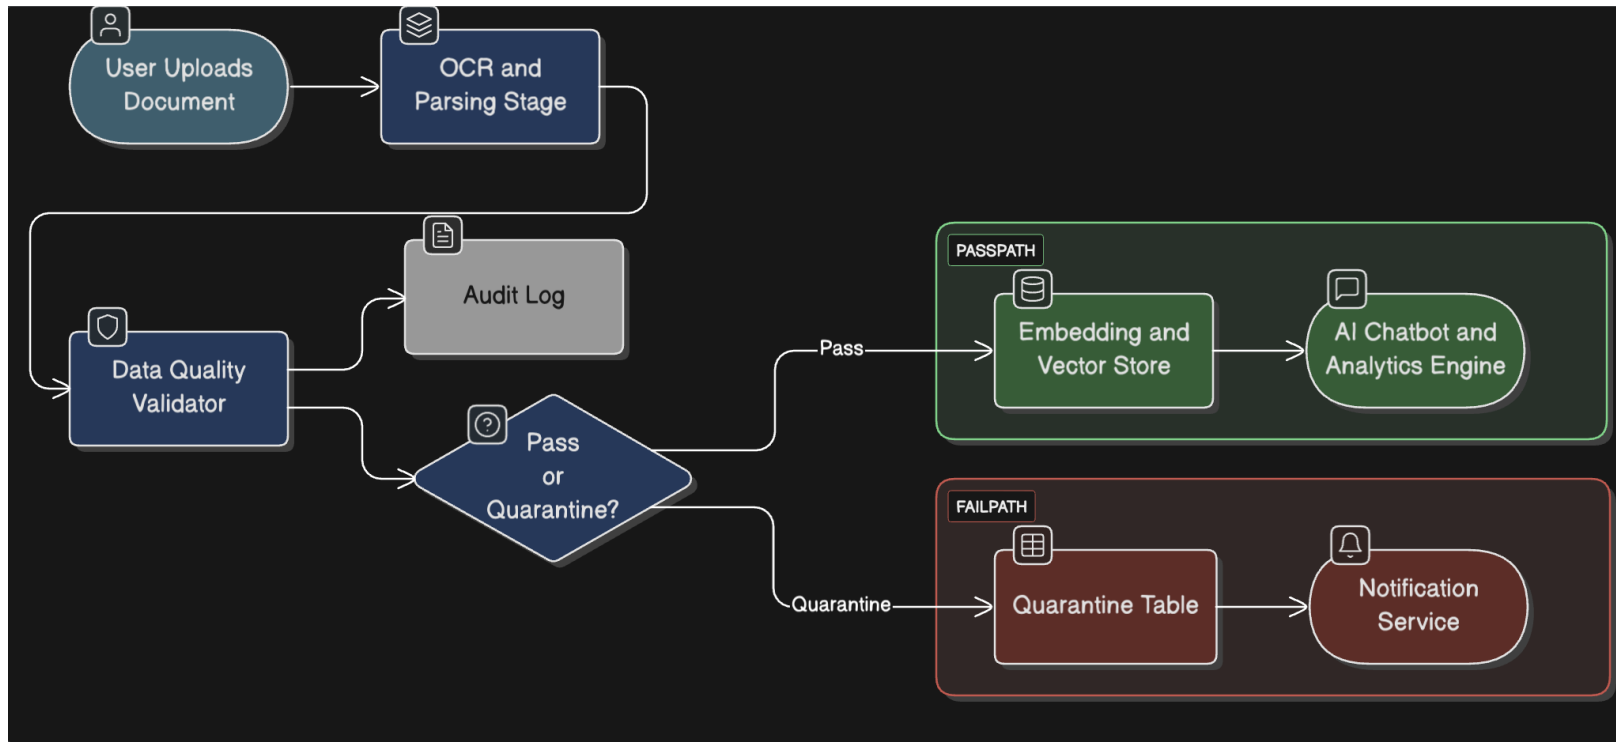 User Uploads
Document
OCR and
Parsing Stage
Audit Log
Data Quality
Validator
Pass
or
Quarantine?
Pass
Quarantine
PASSPATH
Embedding and
Vector Store
AI Chatbot and
Analytics Engine
FAILPATH
Quarantine Table
Notification
Service